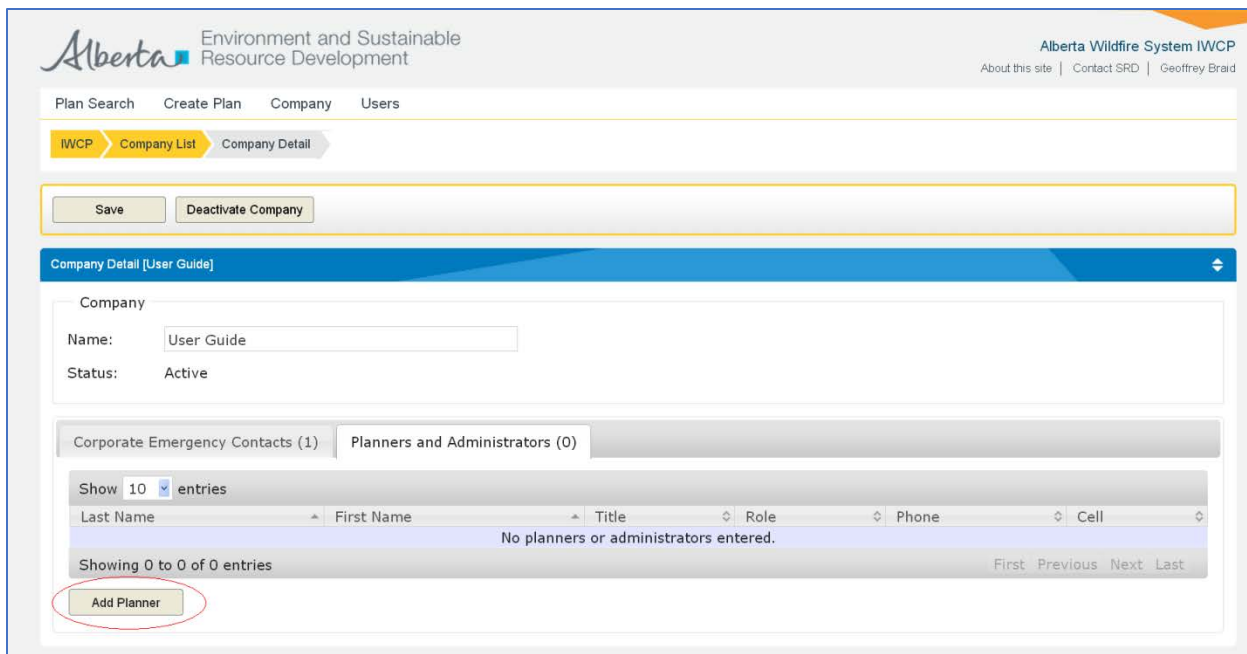 Alberta Environment and Sustainable
Resource Development
Alberta Wildfire System IWCP
About this site | Contact SRD | Geoffrey Braid
Plan Search Create Plan Company Users
IWCP Company List Company Detail
Save Deactivate Company
Company Detail [User Guide]
Company
Name: User Guide
Status: Active
Corporate Emergency Contacts (1) Planners and Administrators (0)
Show 10 entries
Last Name First Name Title Role Phone Cell
No planners or administrators entered.
Showing 0 to 0 of 0 entries First Previous Next Last
Add Planner